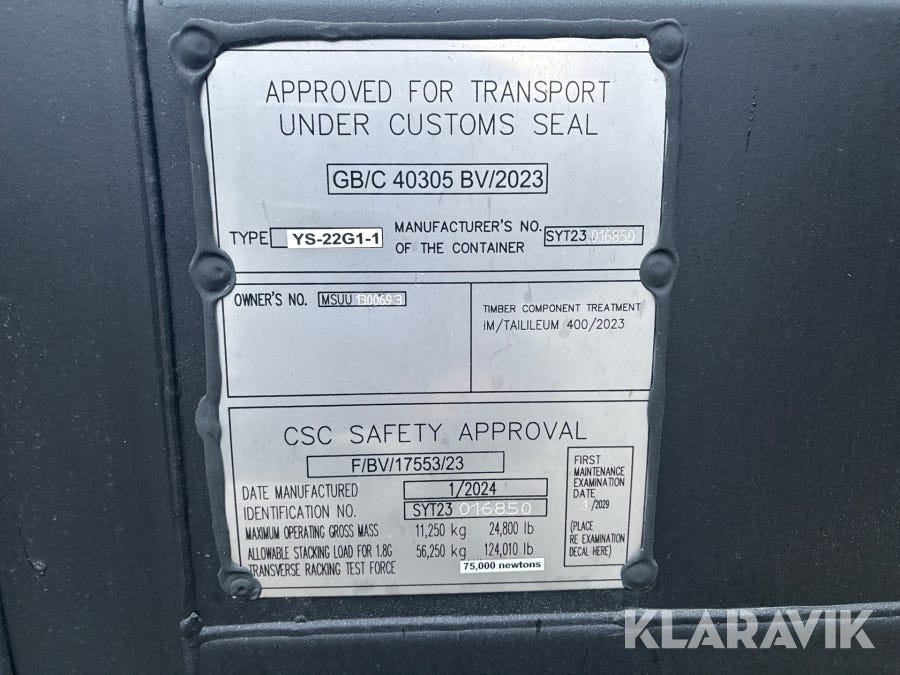 APPROVED FOR TRANSPORT
UNDER CUSTOMS SEAL
GB/C 40305 BV/2023
TYPE YS-22G1-1
MANUFACTURER'S NO.
OF THE CONTAINER
SYT23 016850
OWNER'S NO. MSUU 1300693
TIMBER COMPONENT TREATMENT
IM/TAILILEUM 400/2023
CSC SAFETY APPROVAL
F/BV/17553/23
DATE MANUFACTURED 1/2024
IDENTIFICATION NO. SYT23 016850
MAXIMUM OPERATING GROSS MASS 11,250 kg 24,800 lb
ALLOWABLE STACKING LOAD FOR 1.8G 56,250 kg 124,010 lb
TRANSVERSE RACKING TEST FORCE 75,000 newtons
FIRST
MAINTENANCE
EXAMINATION
DATE
1/2029
(PLACE
RE EXAMINATION
DECAL HERE)
KLARAVIK